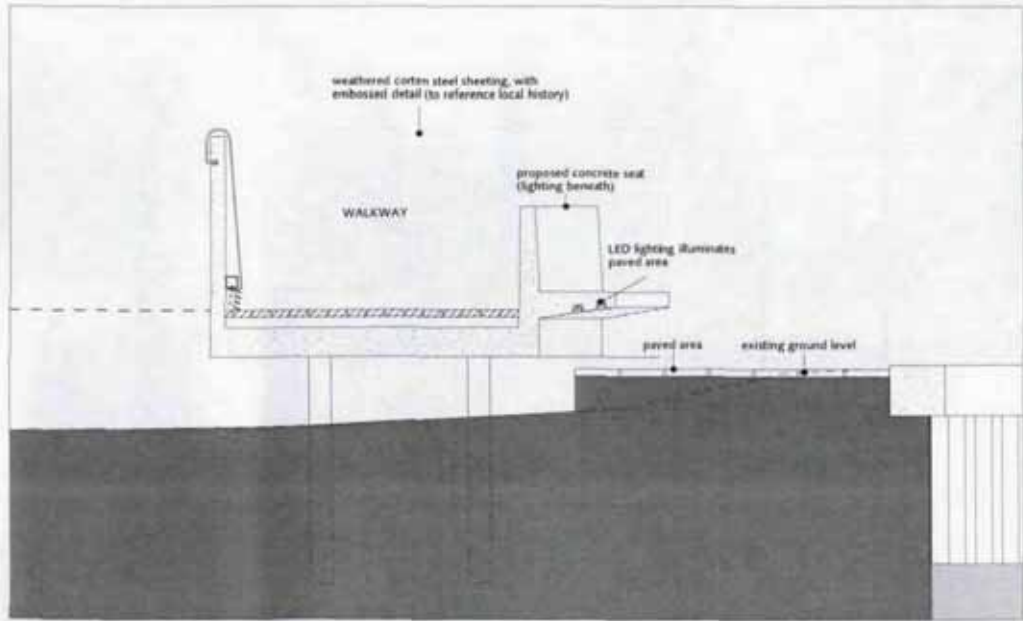 weathered corten steel sheeting, with
embossed detail (to reference local history)
proposed concrete seat
(lighting beneath)
WALKWAY
LED lighting illuminates
paved area
paved area
existing ground level